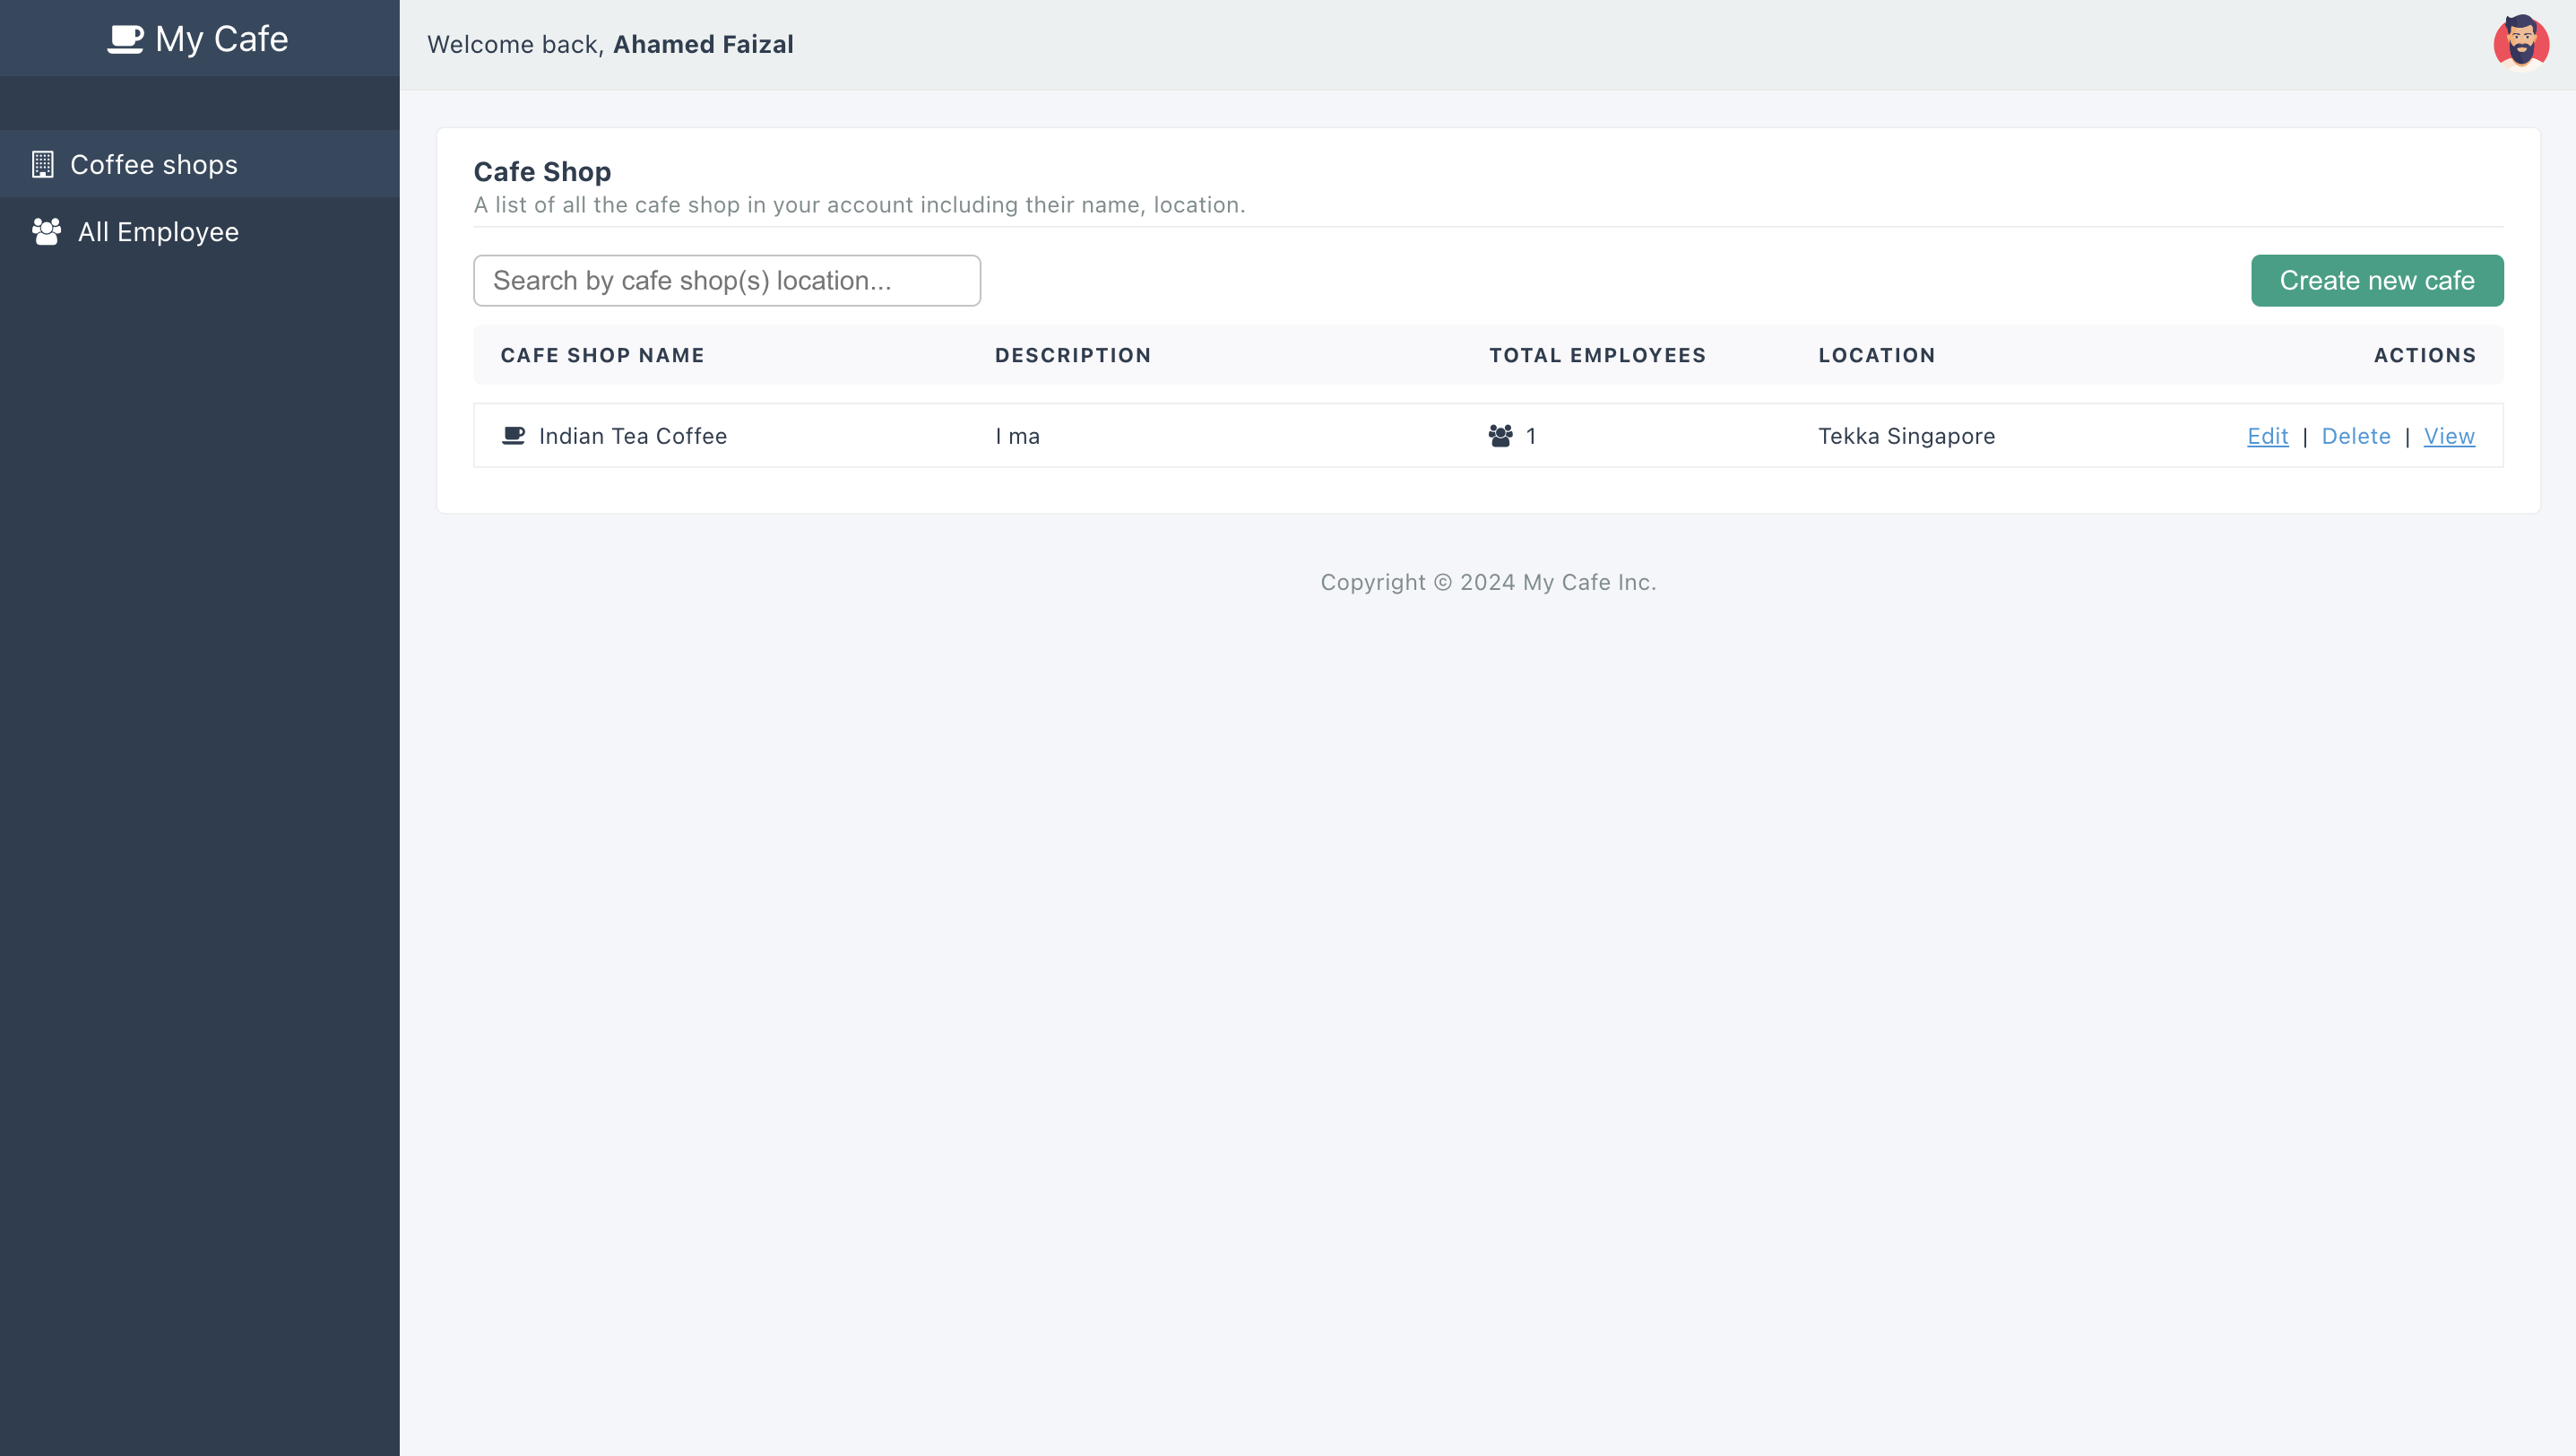 My Cafe
Welcome back, Ahamed Faizal
Coffee shops
All Employee
Cafe Shop
A list of all the cafe shop in your account including their name, location.
Search by cafe shop(s) location...
Create new cafe
CAFE SHOP NAME DESCRIPTION TOTAL EMPLOYEES LOCATION ACTIONS
Indian Tea Coffee I ma 1 Tekka Singapore Edit | Delete | View
Copyright © 2024 My Cafe Inc.